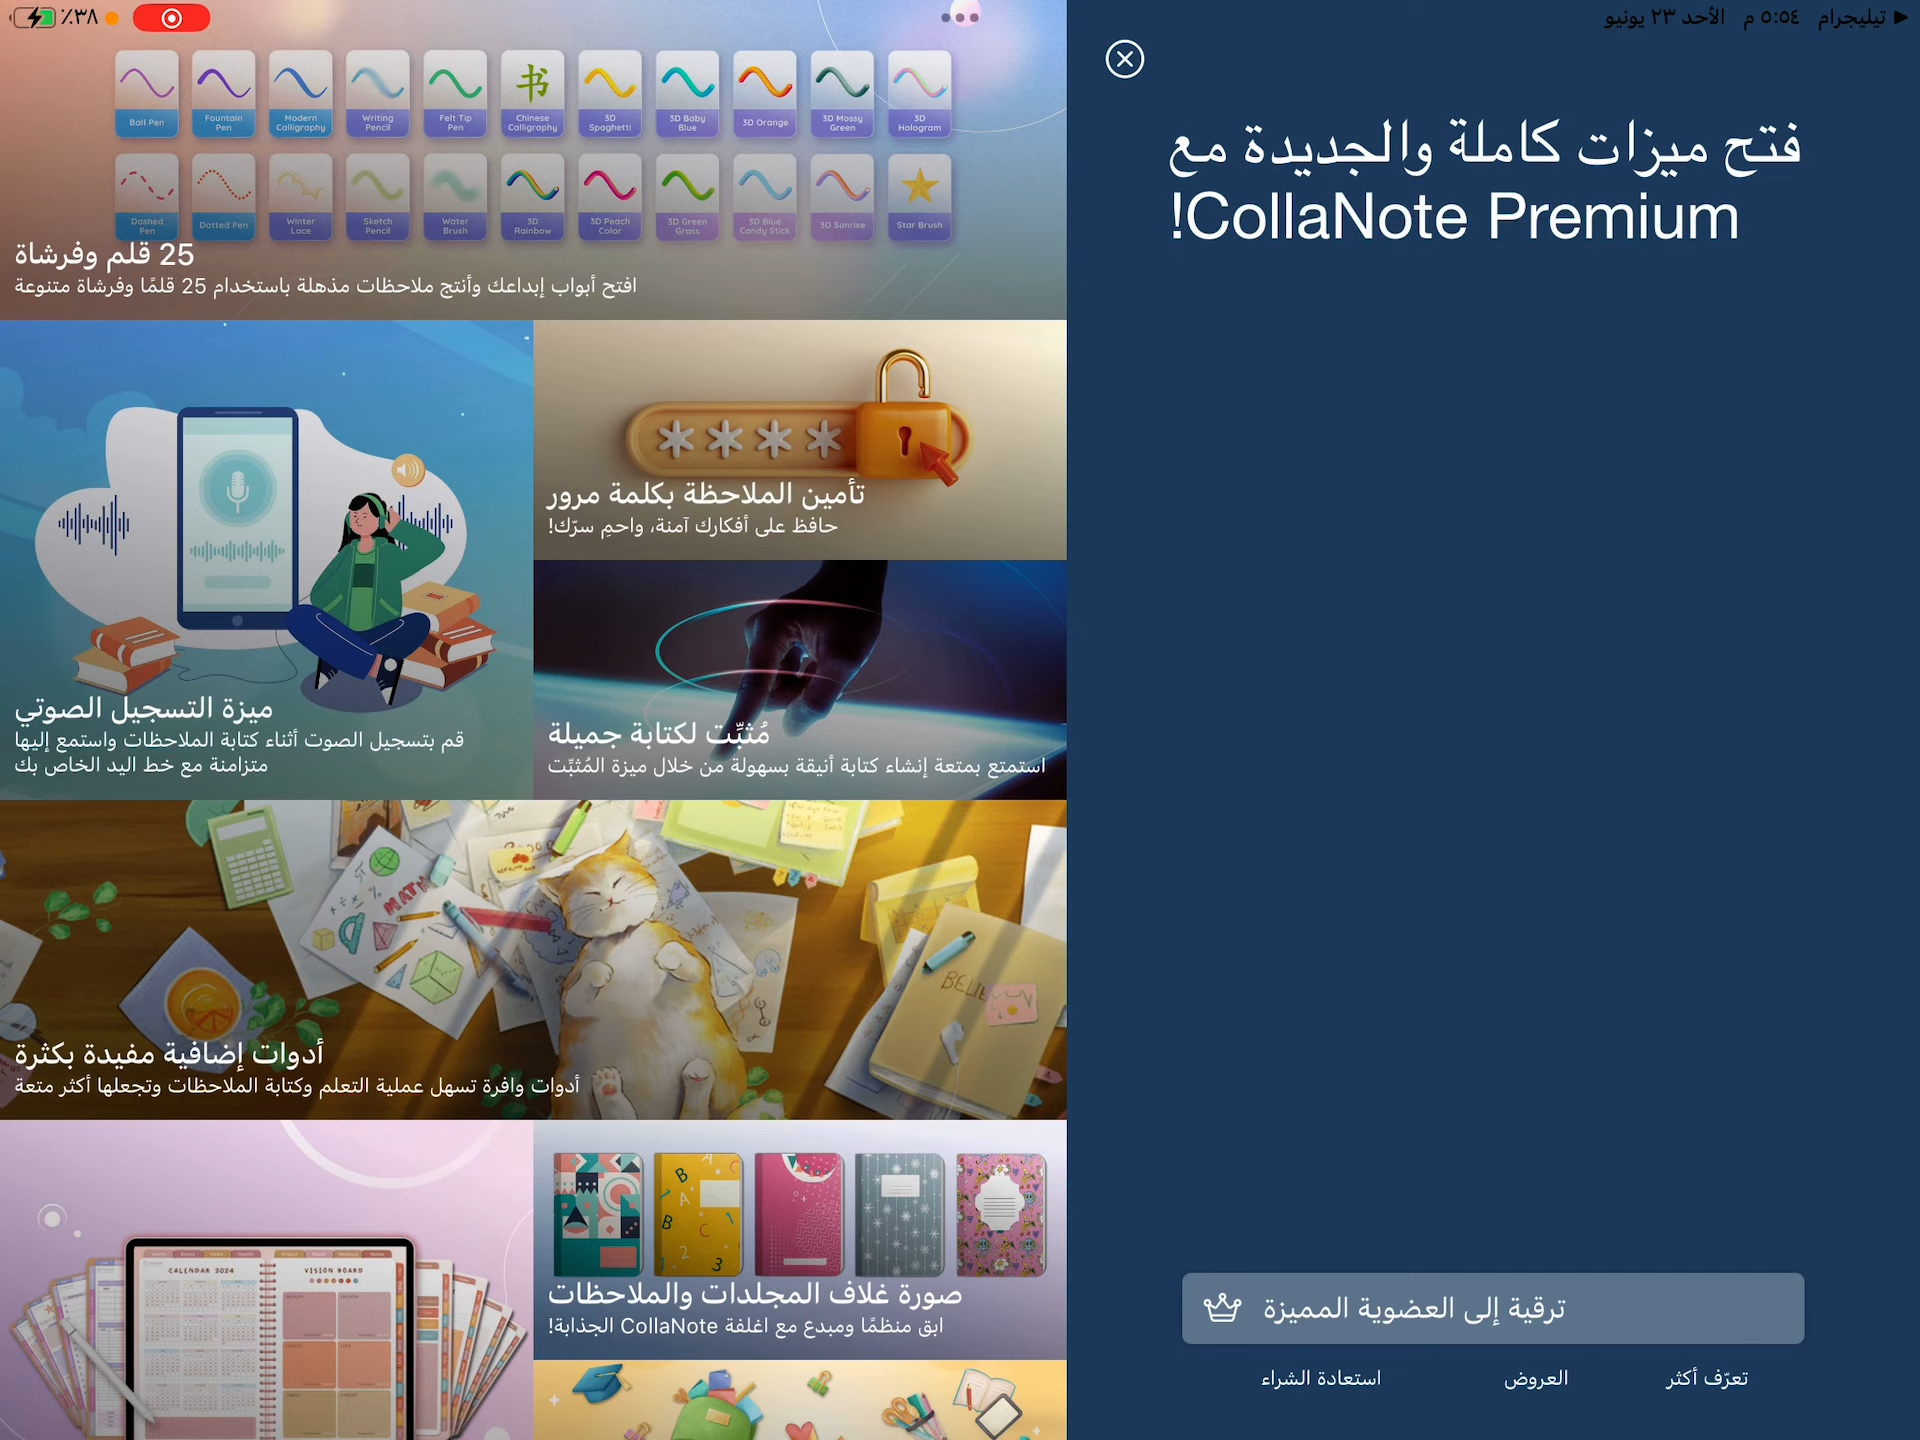 ▶ تيليجرام ٥:٥٤ م الأحد ٢٣ يونيو
٪٣٨
فتح ميزات كاملة والجديدة مع
CollaNote Premium!
ترقية إلى العضوية المميزة
تعرّف أكثر
العروض
استعادة الشراء
Ball Pen
Fountain
Pen
Modern
Calligraphy
Writing
Pencil
Felt Tip
Pen
书
Chinese
Calligraphy
3D
Spaghetti
3D Baby
Blue
3D Orange
3D Mossy
Green
3D
Hologram
Dashed
Pen
Dotted Pen
Winter
Lace
Sketch
Pencil
Water
Brush
3D
Rainbow
3D Peach
Color
3D Green
Grass
3D Blue
Candy Stick
3D Sunrise
Star Brush
25 قلم وفرشاة
افتح أبواب إبداعك وأنتج ملاحظات مذهلة باستخدام 25 قلمًا وفرشاة متنوعة
تأمين الملاحظة بكلمة مرور
حافظ على أفكارك آمنة، واحمِ سرّك!
ميزة التسجيل الصوتي
قم بتسجيل الصوت أثناء كتابة الملاحظات واستمع إليها
متزامنة مع خط اليد الخاص بك
مُثبِّت لكتابة جميلة
استمتع بمتعة إنشاء كتابة أنيقة بسهولة من خلال ميزة المُثبِّت
MATH
أدوات إضافية مفيدة بكثرة
أدوات وافرة تسهل عملية التعلم وكتابة الملاحظات وتجعلها أكثر متعة
صورة غلاف المجلدات والملاحظات
ابق منظمًا ومبدع مع اغلفة CollaNote الجذابة!
CALENDAR 2024
VISION BOARD